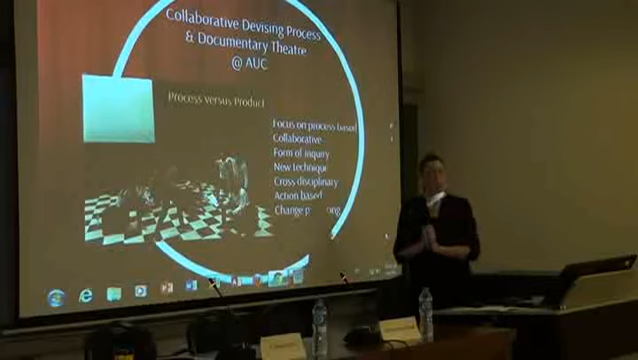 Collaborative Devising Process
& Documentary Theatre
@ AUC
Process versus Product
Focus on process based
Collaborative
Form of inquiry
New technique
Cross disciplinary
Action based
Change